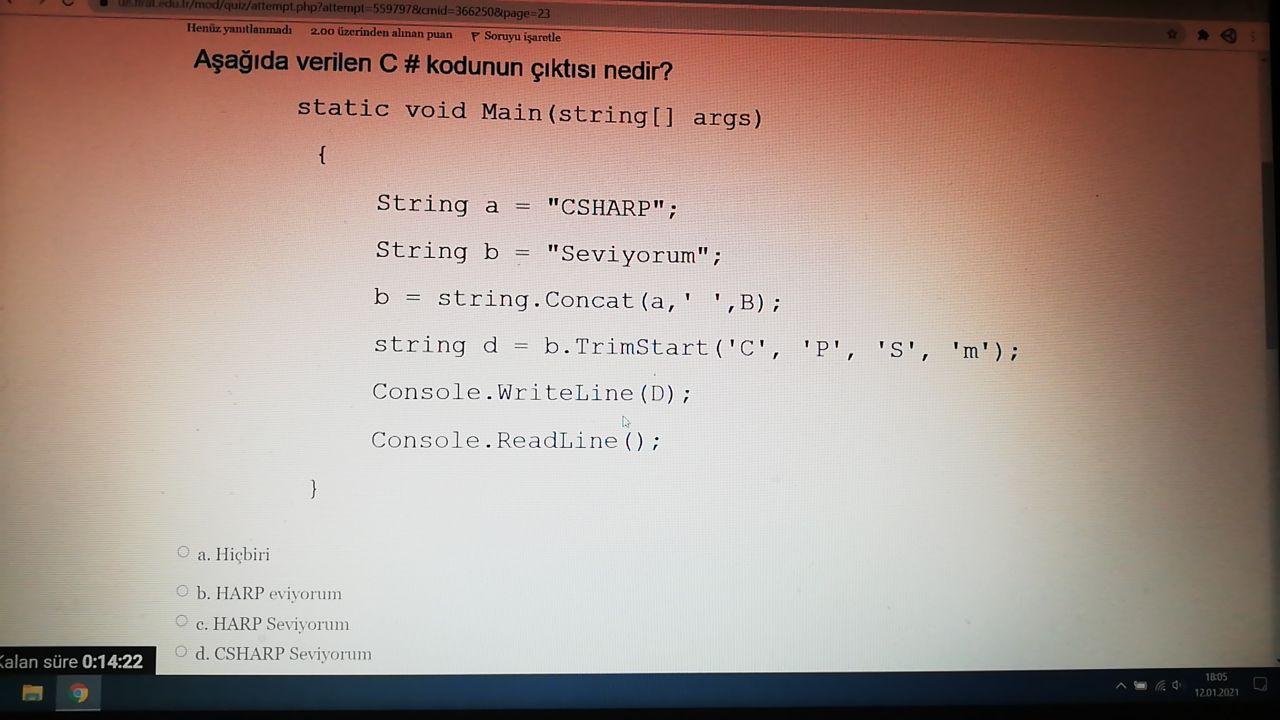 .edu.tr/mod/quiz/attempt.php?attempt=559797&cmid=366250&page=23
Henüz yanıtlanmadı 2.00 üzerinden alınan puan Soruyu işaretle
Aşağıda verilen C # kodunun çıktısı nedir?
static void Main(string[] args)
{
String a = "CSHARP";
String b = "Seviyorum";
b = string.Concat(a,' ',B);
string d = b.TrimStart('C', 'P', 'S', 'm');
Console.WriteLine(D);
Console.ReadLine();
}
a. Hiçbiri
b. HARP eviyorum
c. HARP Seviyorum
d. CSHARP Seviyorum
Kalan süre 0:14:22
18:05
12.01.2021